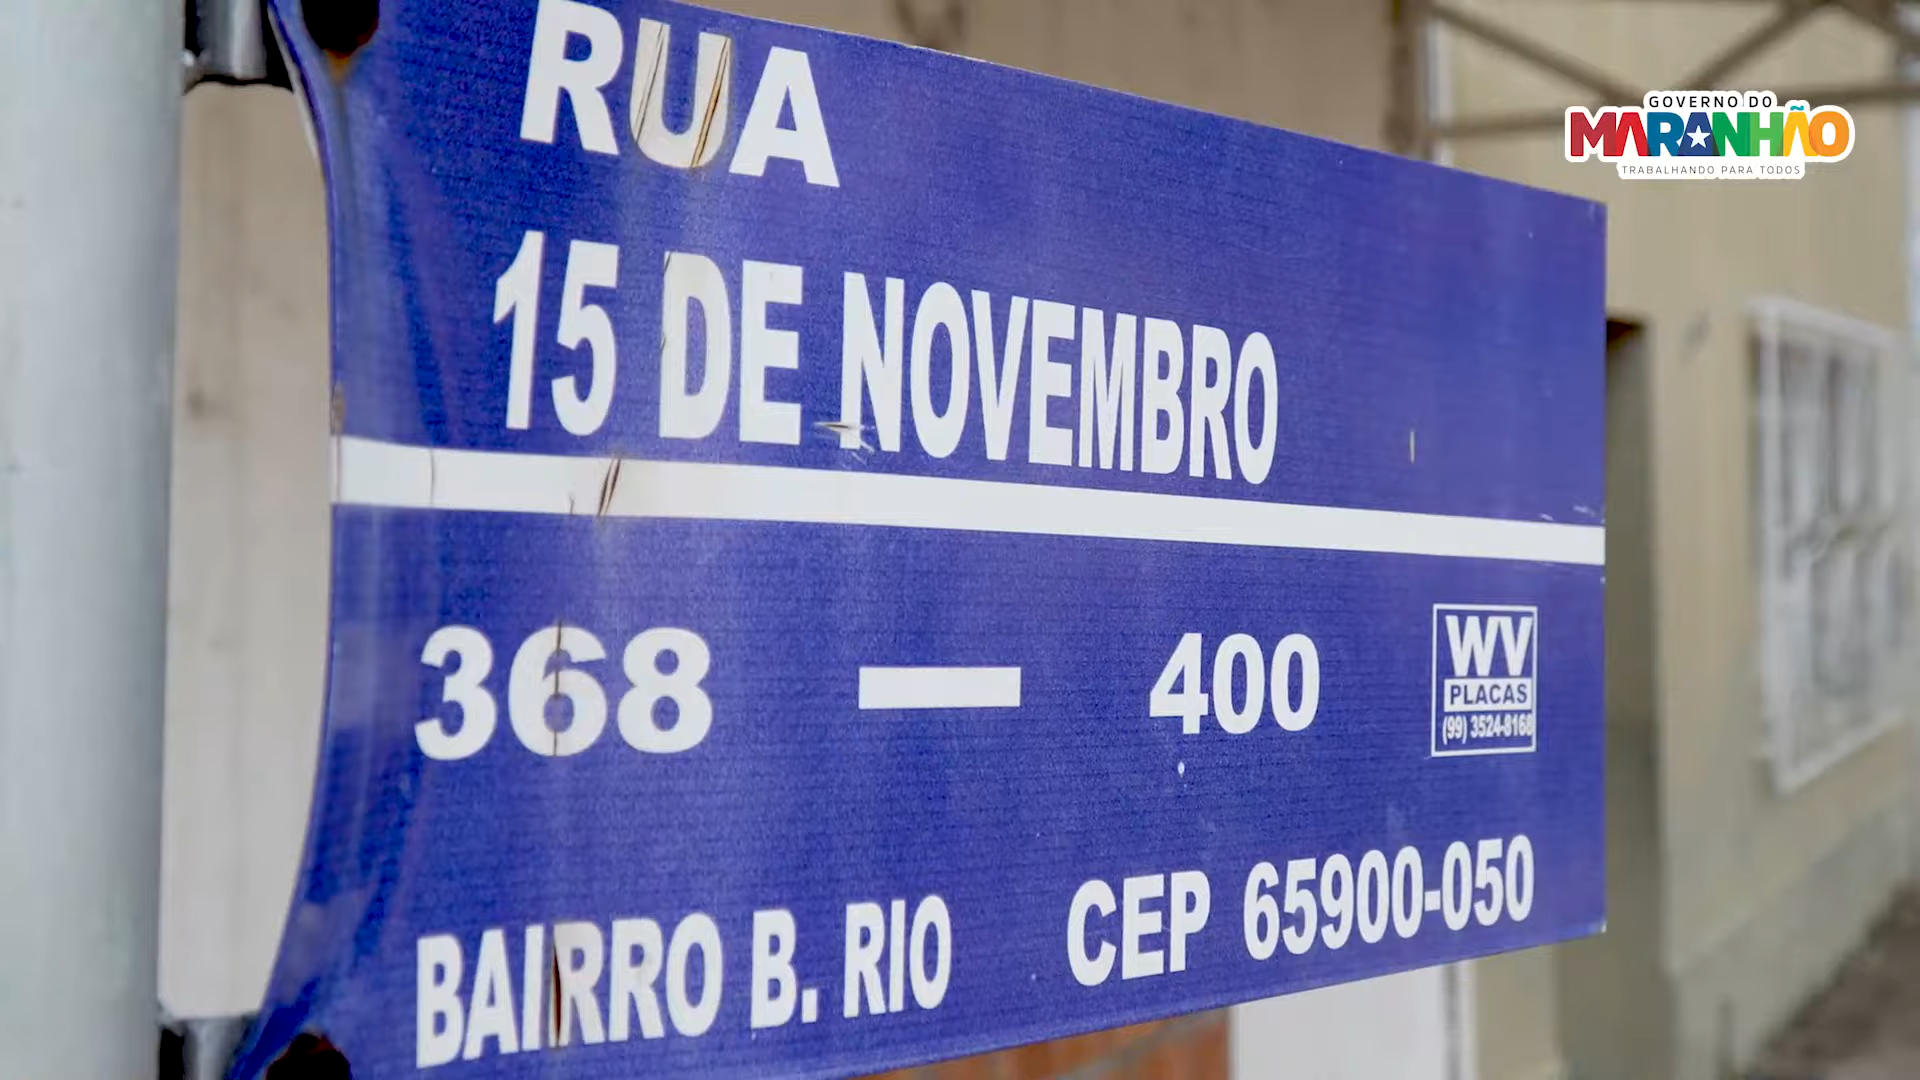 RUA
15 DE NOVEMBRO
368 — 400
WV
PLACAS
(99) 3524-8168
BAIRRO B. RIO CEP 65900-050
GOVERNO DO
MARANHÃO
TRABALHANDO PARA TODOS